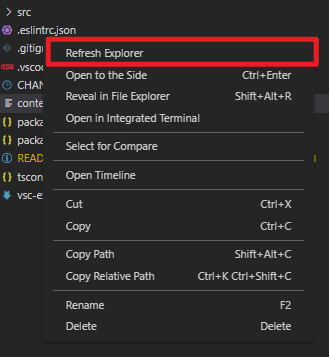 src
.eslintrc.json
.gitig
Refresh Explorer
.vscod
Open to the Side Ctrl+Enter
CHAN
Reveal in File Explorer Shift+Alt+R
conte
Open in Integrated Terminal
packa
packa
Select for Compare
READ
tscon
Open Timeline
vsc-ex
Cut Ctrl+X
Copy Ctrl+C
Copy Path Shift+Alt+C
Copy Relative Path Ctrl+K Ctrl+Shift+C
Rename F2
Delete Delete